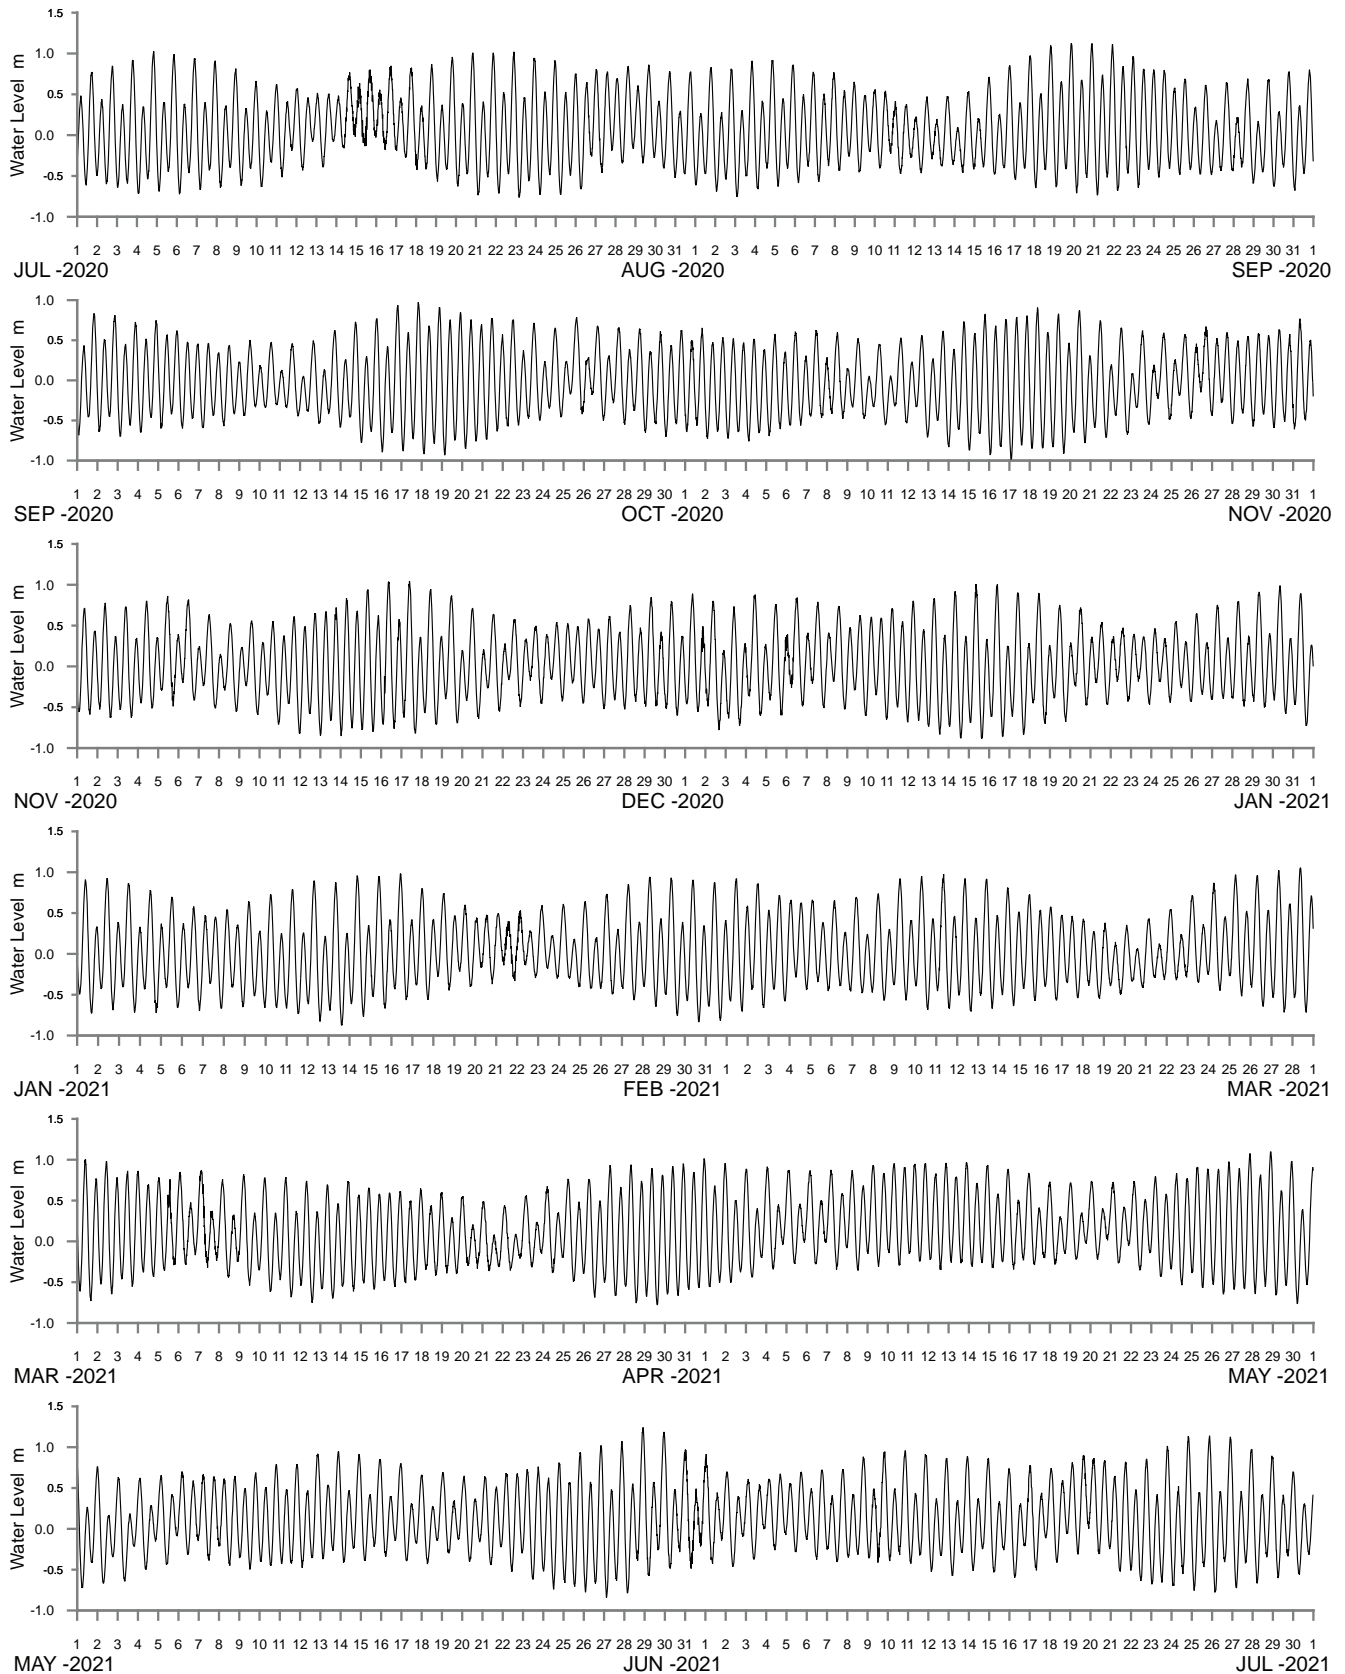 1.5
1.0
0.5
0.0
-0.5
-1.0
Water Level m
1 2 3 4 5 6 7 8 9 10 11 12 13 14 15 16 17 18 19 20 21 22 23 24 25 26 27 28 29 30 31 1 2 3 4 5 6 7 8 9 10 11 12 13 14 15 16 17 18 19 20 21 22 23 24 25 26 27 28 29 30 31 1
JUL -2020 AUG -2020 SEP -2020
1.0
0.5
0.0
-0.5
-1.0
Water Level m
1 2 3 4 5 6 7 8 9 10 11 12 13 14 15 16 17 18 19 20 21 22 23 24 25 26 27 28 29 30 1 2 3 4 5 6 7 8 9 10 11 12 13 14 15 16 17 18 19 20 21 22 23 24 25 26 27 28 29 30 31 1
SEP -2020 OCT -2020 NOV -2020
1.5
1.0
0.5
0.0
-0.5
-1.0
Water Level m
1 2 3 4 5 6 7 8 9 10 11 12 13 14 15 16 17 18 19 20 21 22 23 24 25 26 27 28 29 30 1 2 3 4 5 6 7 8 9 10 11 12 13 14 15 16 17 18 19 20 21 22 23 24 25 26 27 28 29 30 31 1
NOV -2020 DEC -2020 JAN -2021
1.5
1.0
0.5
0.0
-0.5
-1.0
Water Level m
1 2 3 4 5 6 7 8 9 10 11 12 13 14 15 16 17 18 19 20 21 22 23 24 25 26 27 28 29 30 31 1 2 3 4 5 6 7 8 9 10 11 12 13 14 15 16 17 18 19 20 21 22 23 24 25 26 27 28 1
JAN -2021 FEB -2021 MAR -2021
1.5
1.0
0.5
0.0
-0.5
-1.0
Water Level m
1 2 3 4 5 6 7 8 9 10 11 12 13 14 15 16 17 18 19 20 21 22 23 24 25 26 27 28 29 30 31 1 2 3 4 5 6 7 8 9 10 11 12 13 14 15 16 17 18 19 20 21 22 23 24 25 26 27 28 29 30 1
MAR -2021 APR -2021 MAY -2021
1.5
1.0
0.5
0.0
-0.5
-1.0
Water Level m
1 2 3 4 5 6 7 8 9 10 11 12 13 14 15 16 17 18 19 20 21 22 23 24 25 26 27 28 29 30 31 1 2 3 4 5 6 7 8 9 10 11 12 13 14 15 16 17 18 19 20 21 22 23 24 25 26 27 28 29 30 1
MAY -2021 JUN -2021 JUL -2021